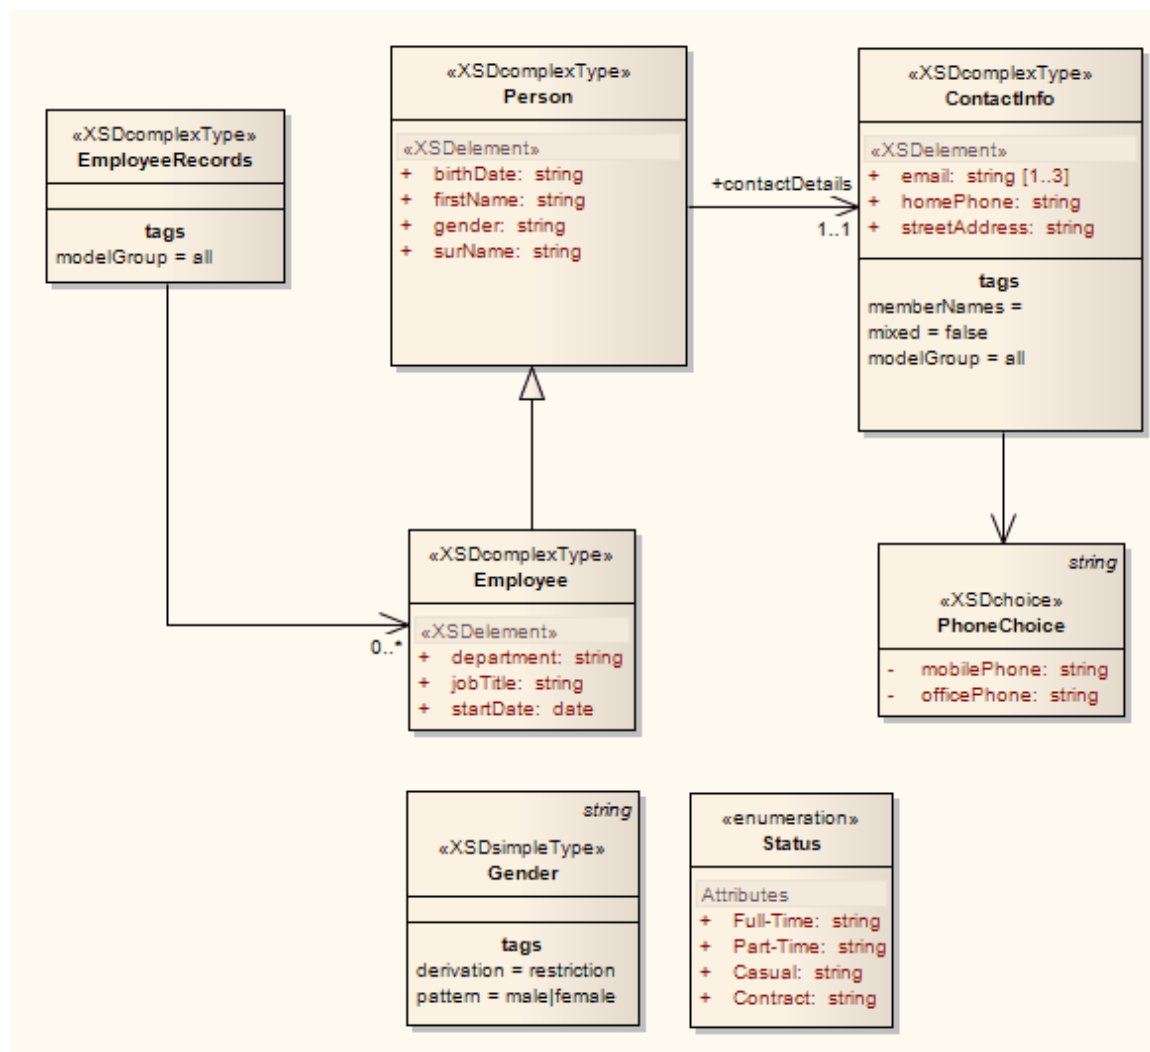 «XSDcomplexType»
EmployeeRecords
tags
modelGroup = all
«XSDcomplexType»
Person
«XSDelement»
+ birthDate: string
+ firstName: string
+ gender: string
+ surName: string
+contactDetails
1..1
«XSDcomplexType»
ContactInfo
«XSDelement»
+ email: string [1..3]
+ homePhone: string
+ streetAddress: string
tags
memberNames =
mixed = false
modelGroup = all
0..*
«XSDcomplexType»
Employee
«XSDelement»
+ department: string
+ jobTitle: string
+ startDate: date
string
«XSDchoice»
PhoneChoice
- mobilePhone: string
- officePhone: string
string
«XSDsimpleType»
Gender
tags
derivation = restriction
pattern = male|female
«enumeration»
Status
Attributes
+ Full-Time: string
+ Part-Time: string
+ Casual: string
+ Contract: string